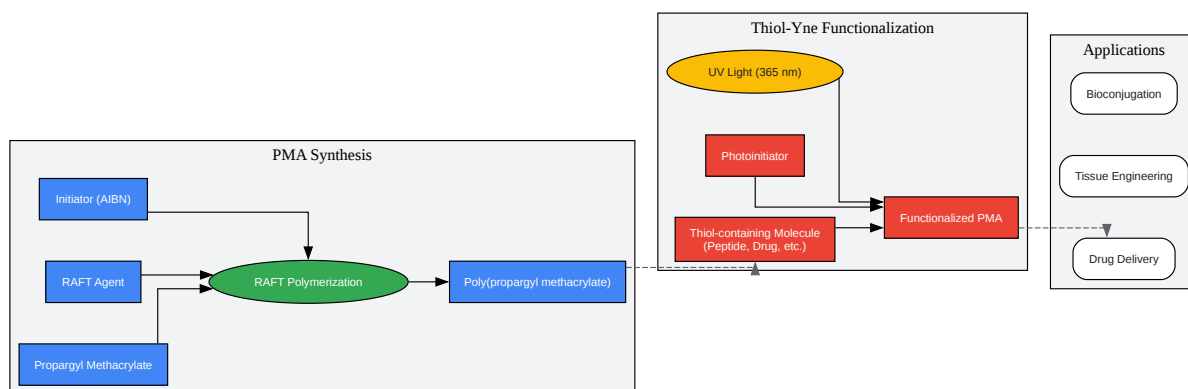 PMA Synthesis
Initiator (AIBN)
RAFT Agent
Propargyl Methacrylate
RAFT Polymerization
Poly(propargyl methacrylate)
Thiol-Yne Functionalization
UV Light (365 nm)
Photoinitiator
Thiol-containing Molecule
(Peptide, Drug, etc.)
Functionalized PMA
Applications
Bioconjugation
Tissue Engineering
Drug Delivery